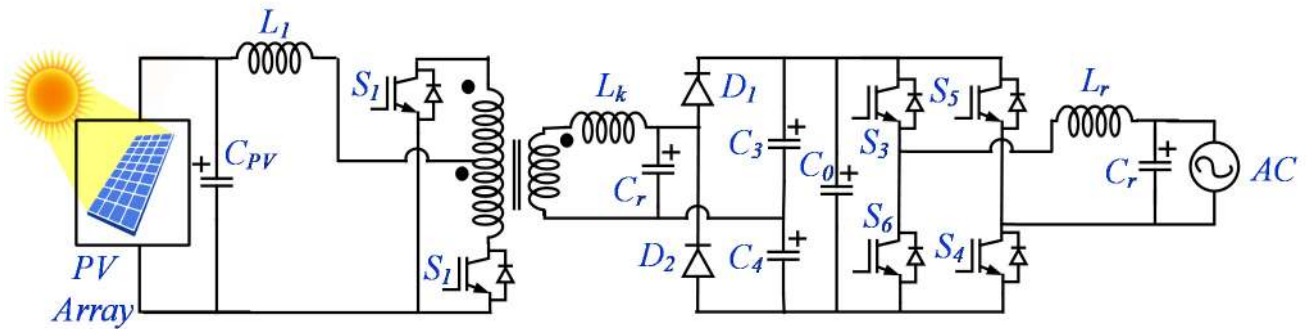 L1
S1
Lk
D1
S5
Lr
CPV
C3
C0
S3
Cr
Cr
AC
S6
S1
D2
C4
S4
PV
Array